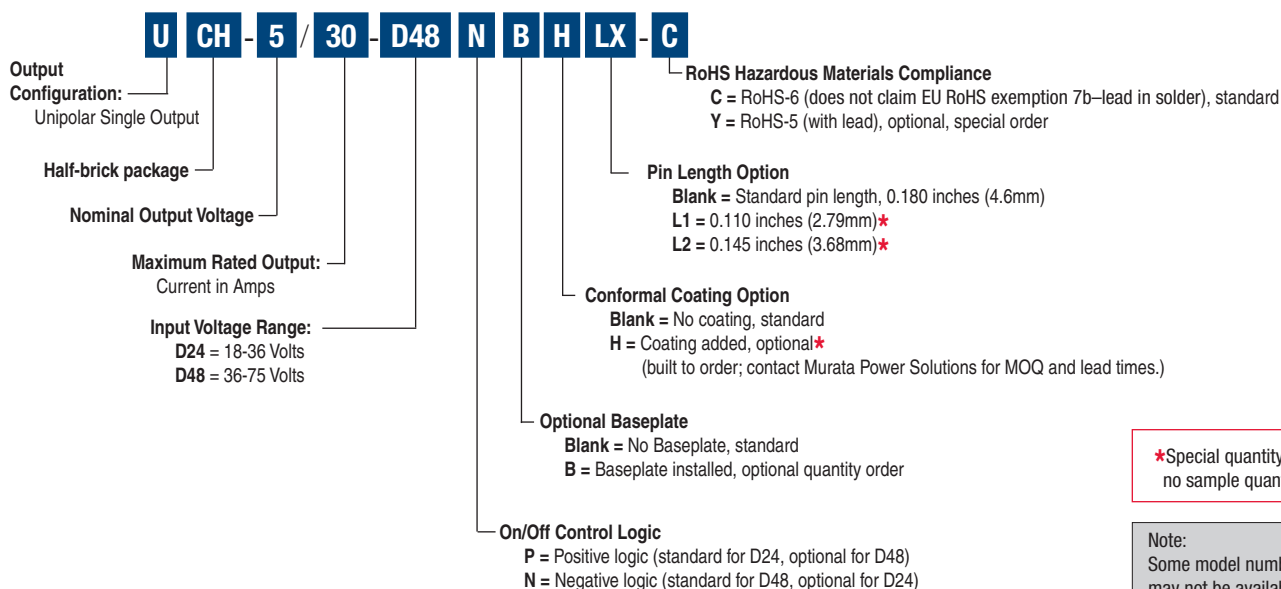 U CH - 5 / 30 - D48 N B H LX - C
Output
Configuration:
Unipolar Single Output
Half-brick package
Nominal Output Voltage
Maximum Rated Output:
Current in Amps
Input Voltage Range:
D24 = 18-36 Volts
D48 = 36-75 Volts
RoHS Hazardous Materials Compliance
C = RoHS-6 (does not claim EU RoHS exemption 7b–lead in solder), standard
Y = RoHS-5 (with lead), optional, special order
Pin Length Option
Blank = Standard pin length, 0.180 inches (4.6mm)
L1 = 0.110 inches (2.79mm)*
L2 = 0.145 inches (3.68mm)*
Conformal Coating Option
Blank = No coating, standard
H = Coating added, optional*
(built to order; contact Murata Power Solutions for MOQ and lead times.)
Optional Baseplate
Blank = No Baseplate, standard
B = Baseplate installed, optional quantity order
On/Off Control Logic
P = Positive logic (standard for D24, optional for D48)
N = Negative logic (standard for D48, optional for D24)
*Special quantity
no sample
Note:
Some model
may not be